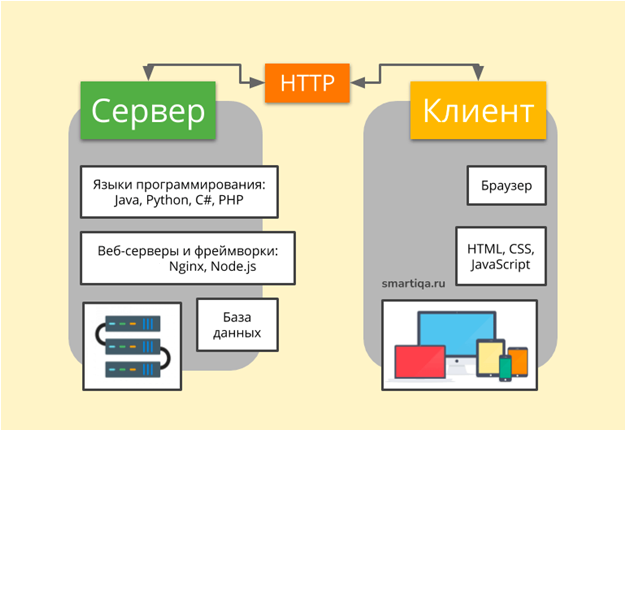 HTTP
Сервер
Клиент
Языки программирования:
Java, Python, C#, PHP
Браузер
Веб-серверы и фреймворки:
Nginx, Node.js
HTML, CSS,
JavaScript
smartiqa.ru
База
данных